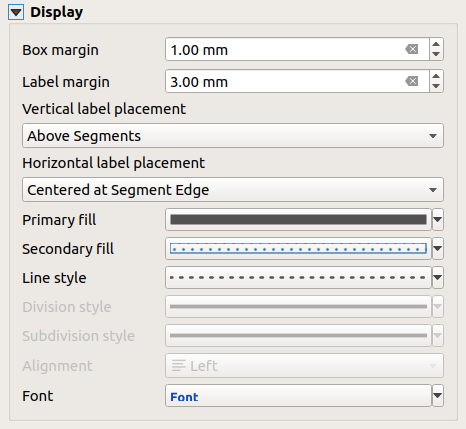 Display
Box margin 1.00 mm
Label margin 3.00 mm
Vertical label placement
Above Segments
Horizontal label placement
Centered at Segment Edge
Primary fill
Secondary fill
Line style
Division style
Subdivision style
Alignment Left
Font Font